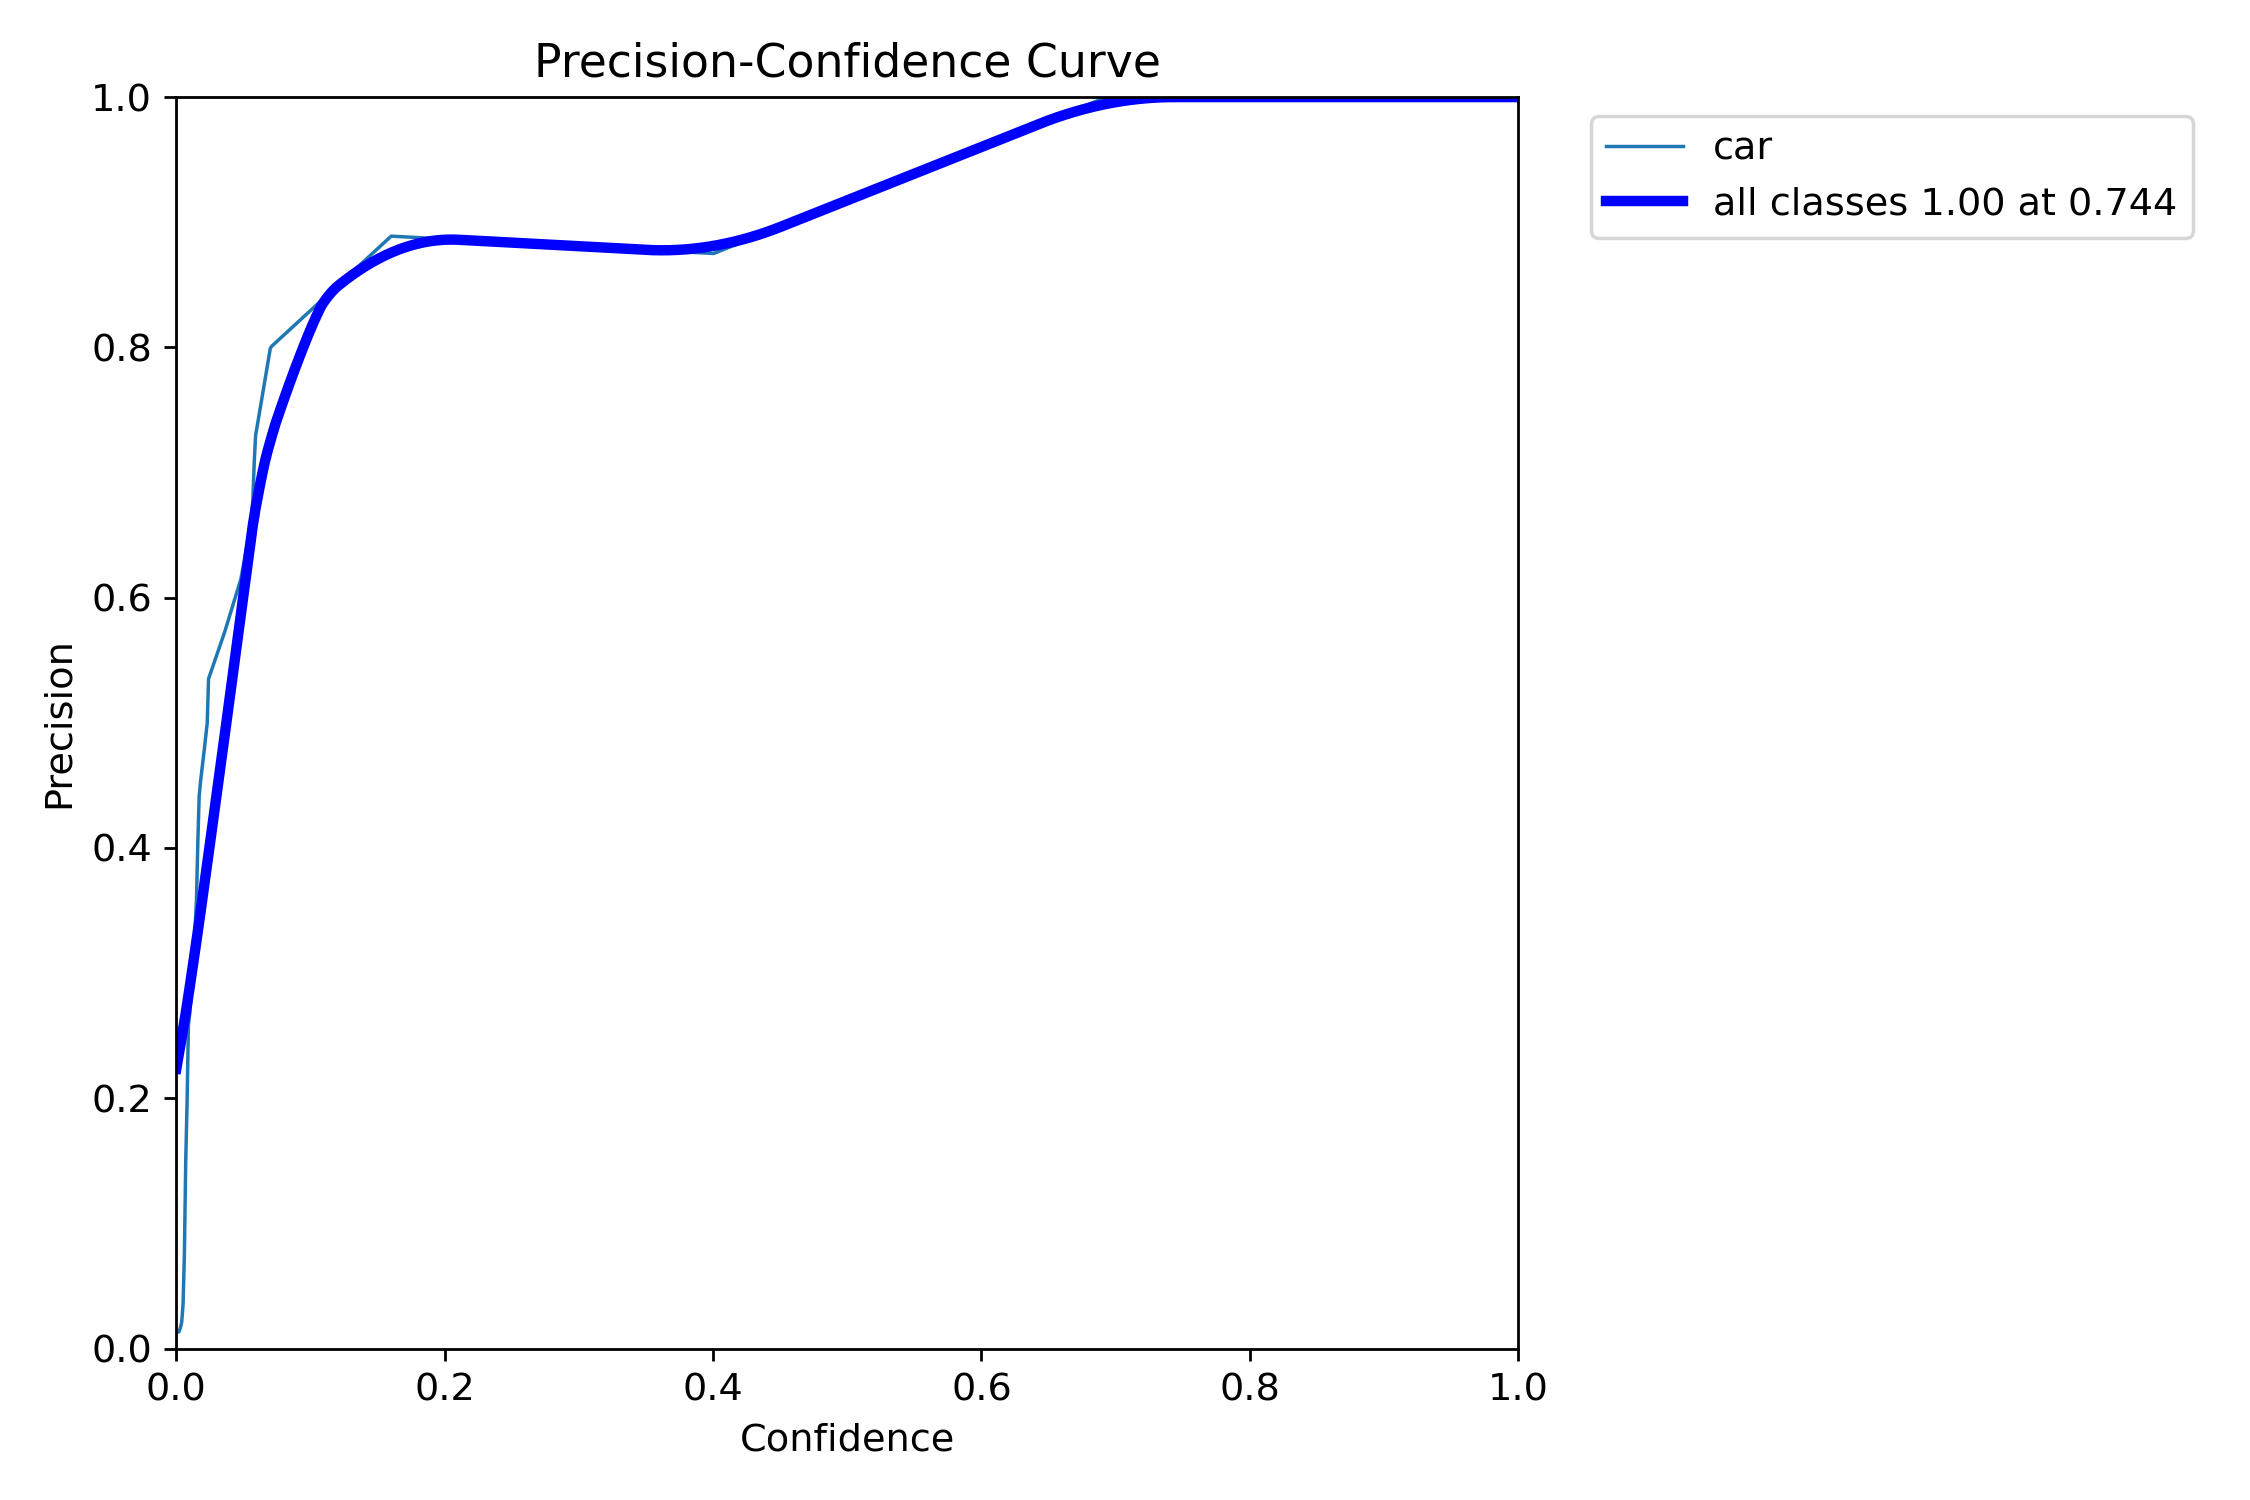 Precision-Confidence Curve
1.0
0.8
0.6
0.4
0.2
0.0
Precision
0.0 0.2 0.4 0.6 0.8 1.0
Confidence
car
all classes 1.00 at 0.744